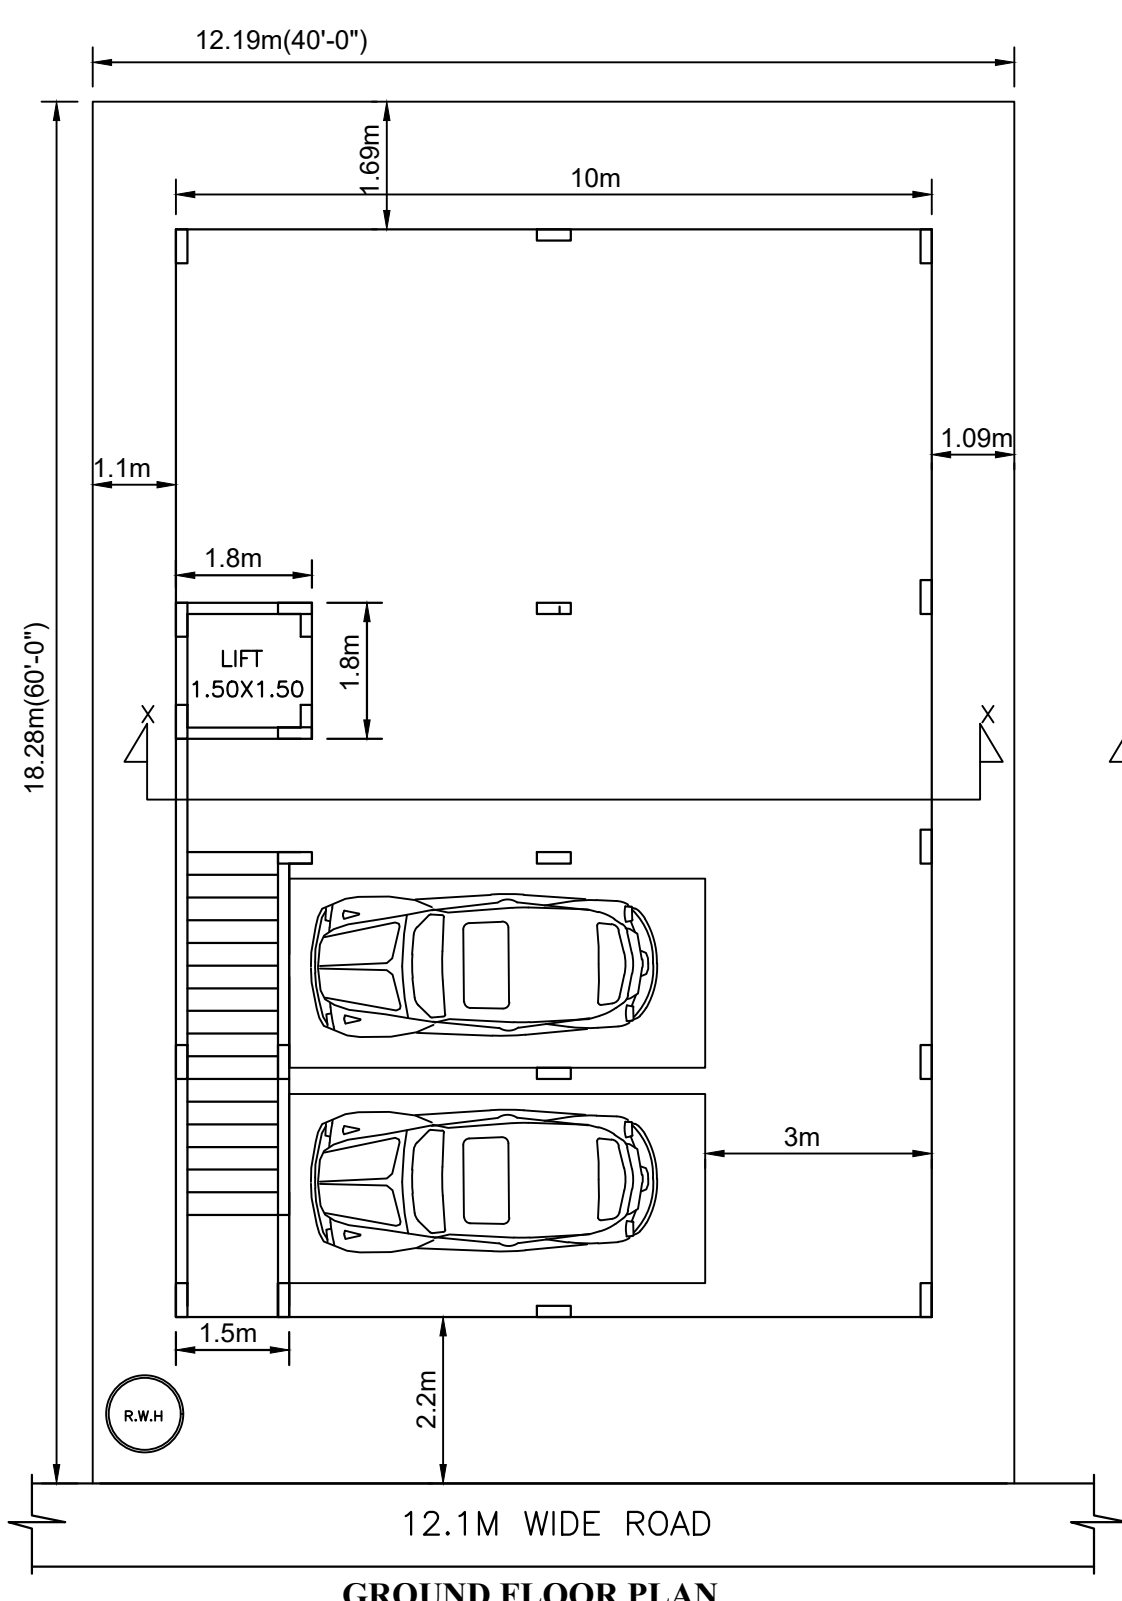 12.19m(40'-0")
1.69m
10m
1.09m
1.1m
1.8m
18.28m(60'-0")
LIFT
1.50X1.50
1.8m
X
X
3m
1.5m
2.2m
R.W.H
12.1M WIDE ROAD
GROUND FLOOR PLAN